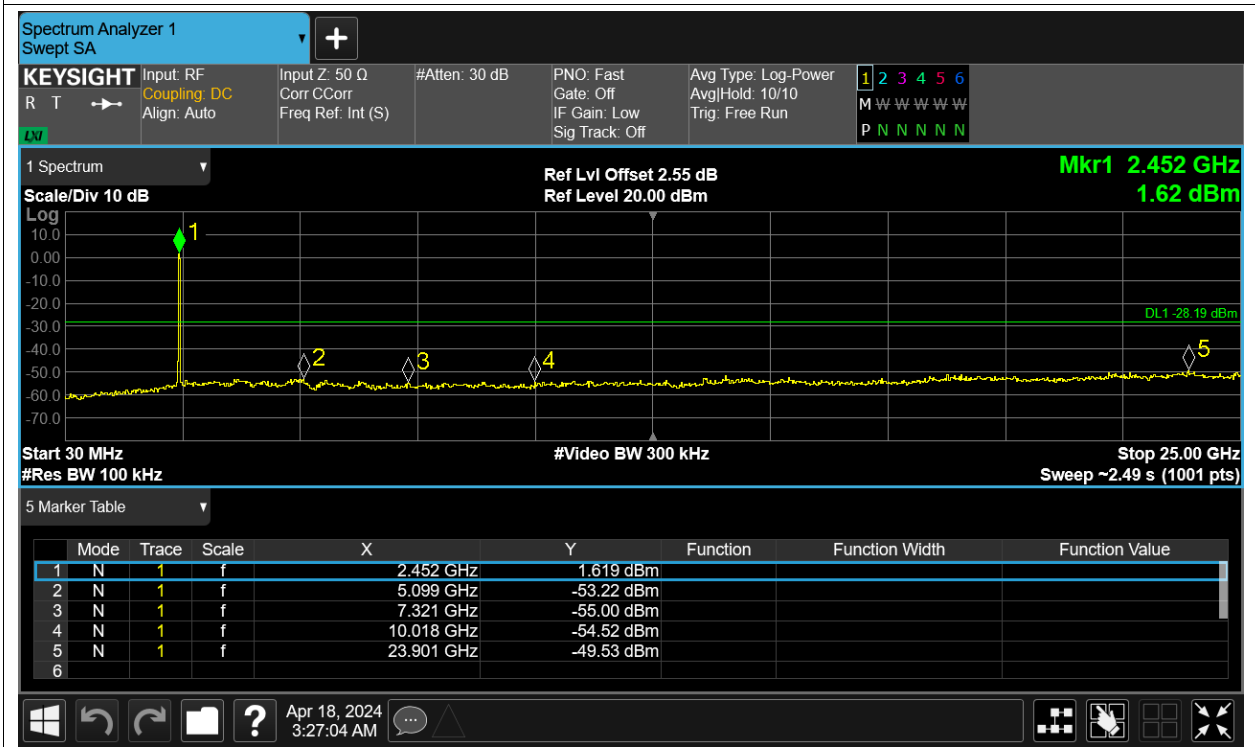 Spectrum Analyzer 1
Swept SA
+
KEYSIGHT Input: RF Input Z: 50 Ω #Atten: 30 dB PNO: Fast Avg Type: Log-Power 1 2 3 4 5 6
R T Coupling: DC Corr CCorr Gate: Off Avg|Hold: 10/10 M W W W W W
Align: Auto Freq Ref: Int (S) IF Gain: Low Trig: Free Run
LXI Sig Track: Off P N N N N N
1 Spectrum Ref Lvl Offset 2.55 dB Mkr1 2.452 GHz
Scale/Div 10 dB Ref Level 20.00 dBm 1.62 dBm
Log
10.0 1
0.00
-10.0
-20.0
DL1 -28.19 dBm
-30.0
-40.0 2 3 4 5
-50.0
-60.0
-70.0
Start 30 MHz #Video BW 300 kHz Stop 25.00 GHz
#Res BW 100 kHz Sweep ~2.49 s (1001 pts)
5 Marker Table
Mode Trace Scale X Y Function Function Width Function Value
1 N 1 f 2.452 GHz 1.619 dBm
2 N 1 f 5.099 GHz -53.22 dBm
3 N 1 f 7.321 GHz -55.00 dBm
4 N 1 f 10.018 GHz -54.52 dBm
5 N 1 f 23.901 GHz -49.53 dBm
6
? Apr 18, 2024
3:27:04 AM